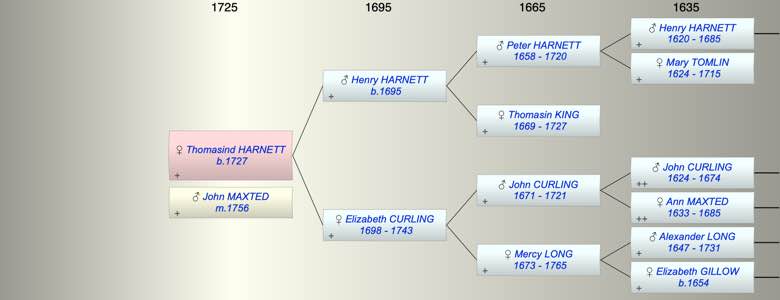 1725 1695 1665 1635
♂ Henry HARNETT
1620 - 1685
+
♂ Peter HARNETT
1658 - 1720
+
♀ Mary TOMLIN
1624 - 1715
+
♂ Henry HARNETT
b.1695
+
♀ Thomasin KING
1669 - 1727
+
♀ Thomasind HARNETT
b.1727
+
♂ John MAXTED
m.1756
+
♂ John CURLING
1624 - 1674
++
♂ John CURLING
1671 - 1721
+
♀ Ann MAXTED
1633 - 1685
++
♀ Elizabeth CURLING
1698 - 1743
+
♂ Alexander LONG
1647 - 1731
+
♀ Mercy LONG
1673 - 1765
+
♀ Elizabeth GILLOW
b.1654
+